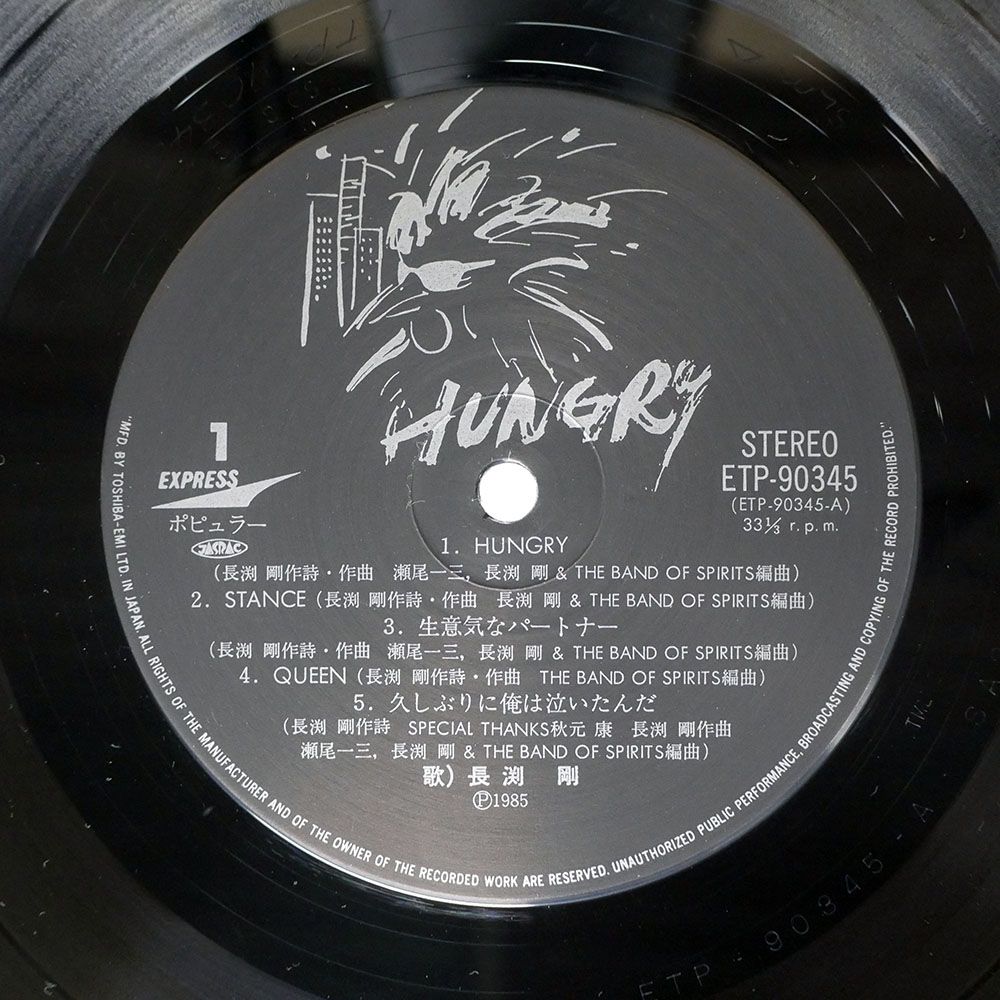 HUNGRY
1
EXPRESS
ポピュラー
JASRAC
STEREO
ETP-90345
(ETP-90345-A)
33⅓ r.p.m.
1. HUNGRY
(長渕 剛作詩・作曲 瀬尾一三, 長渕 剛 & THE BAND OF SPIRITS編曲)
2. STANCE (長渕 剛作詩・作曲 長渕 剛 & THE BAND OF SPIRITS編曲)
3. 生意気なパートナー
(長渕 剛作詩・作曲 瀬尾一三, 長渕 剛 & THE BAND OF SPIRITS編曲)
4. QUEEN (長渕 剛作詩・作曲 THE BAND OF SPIRITS編曲)
5. 久しぶりに俺は泣いたんだ
(長渕 剛作詩 SPECIAL THANKS秋元 康 長渕 剛作曲
瀬尾一三, 長渕 剛 & THE BAND OF SPIRITS編曲)
歌) 長渕 剛
Ⓟ1985
"MFD. BY TOSHIBA-EMI LTD. IN JAPAN. ALL RIGHTS OF THE MANUFACTURER AND OF THE OWNER OF THE RECORDED WORK ARE RESERVED. UNAUTHORIZED PUBLIC PERFORMANCE, BROADCASTING AND COPYING OF THE RECORD PROHIBITED."
ETP-90345-A